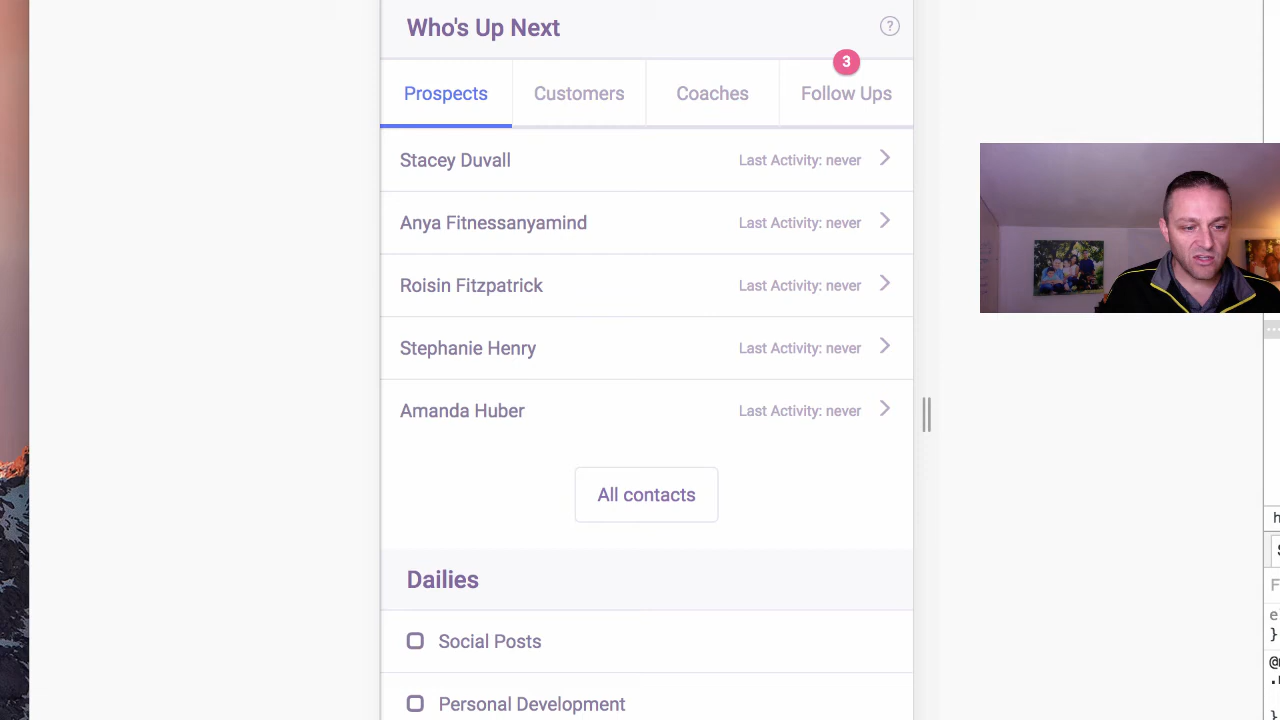 Who's Up Next
?
3
Prospects
Customers
Coaches
Follow Ups
Stacey Duvall
Last Activity: never
Anya Fitnessanyamind
Last Activity: never
Roisin Fitzpatrick
Last Activity: never
Stephanie Henry
Last Activity: never
Amanda Huber
Last Activity: never
All contacts
Dailies
Social Posts
Personal Development
}
}